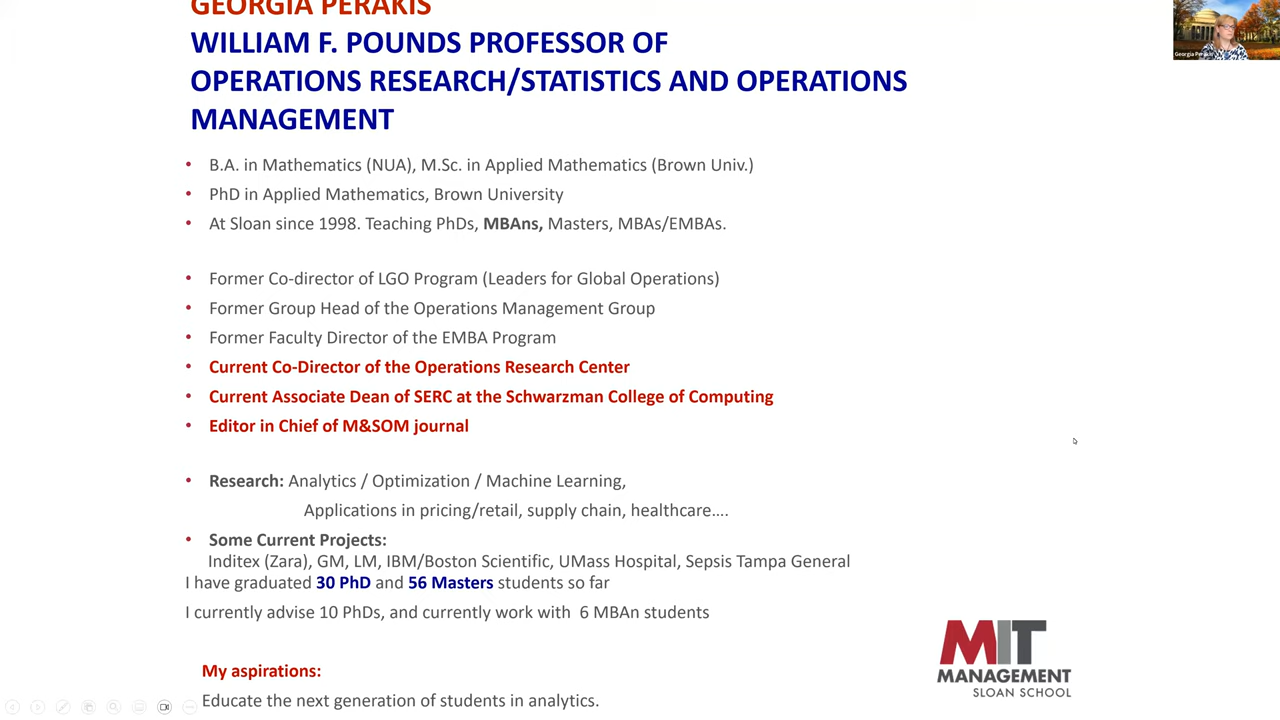 GEORGIA PERAKIS
WILLIAM F. POUNDS PROFESSOR OF
OPERATIONS RESEARCH/STATISTICS AND OPERATIONS
MANAGEMENT
Georgia Perakis
• B.A. in Mathematics (NUA), M.Sc. in Applied Mathematics (Brown Univ.)
• PhD in Applied Mathematics, Brown University
• At Sloan since 1998. Teaching PhDs, MBAns, Masters, MBAs/EMBAs.
• Former Co-director of LGO Program (Leaders for Global Operations)
• Former Group Head of the Operations Management Group
• Former Faculty Director of the EMBA Program
• Current Co-Director of the Operations Research Center
• Current Associate Dean of SERC at the Schwarzman College of Computing
• Editor in Chief of M&SOM journal
• Research: Analytics / Optimization / Machine Learning,
Applications in pricing/retail, supply chain, healthcare....
• Some Current Projects:
Inditex (Zara), GM, LM, IBM/Boston Scientific, UMass Hospital, Sepsis Tampa General
I have graduated 30 PhD and 56 Masters students so far
I currently advise 10 PhDs, and currently work with 6 MBAn students
My aspirations:
Educate the next generation of students in analytics.
MIT
MANAGEMENT
SLOAN SCHOOL